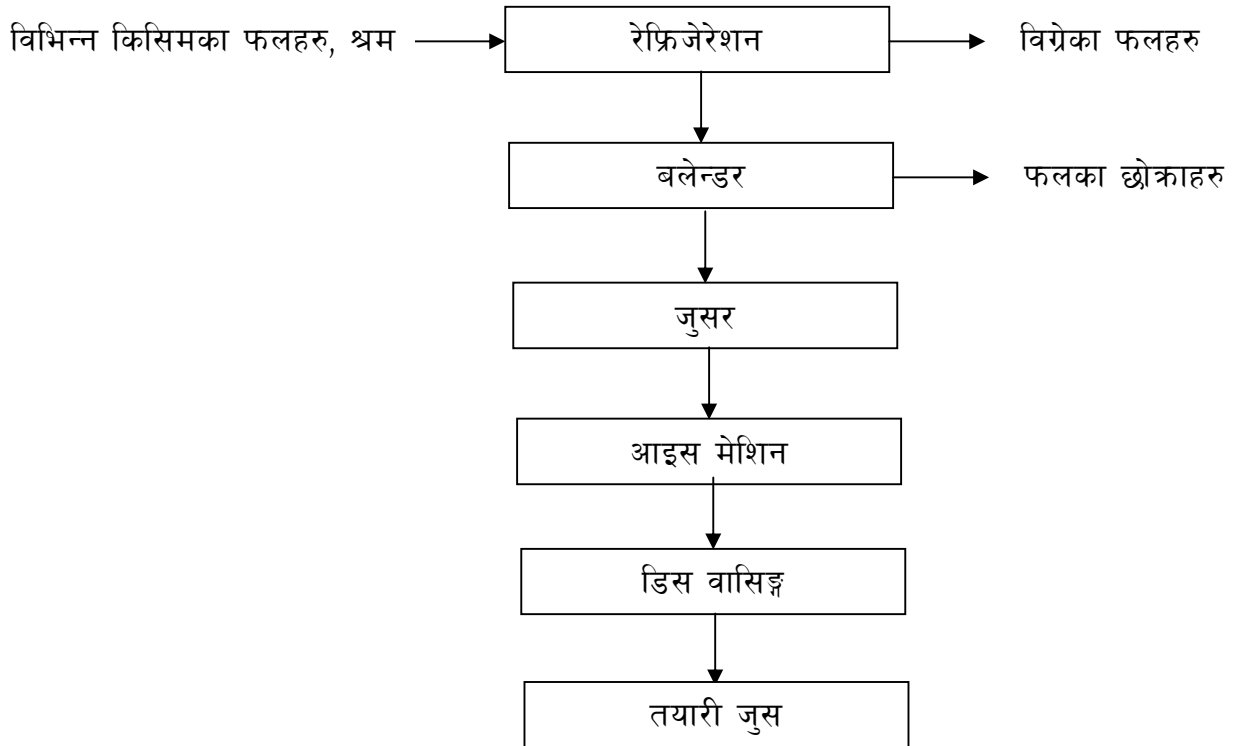 विभिन्न किसिमका फलहरु, श्रम रेफ्रिजेरेशन विग्रेका फलहरु
बलेन्डर फलका छोक्राहरु
जुसर
आइस मेशिन
डिस वासिङ्ग
तयारी जुस